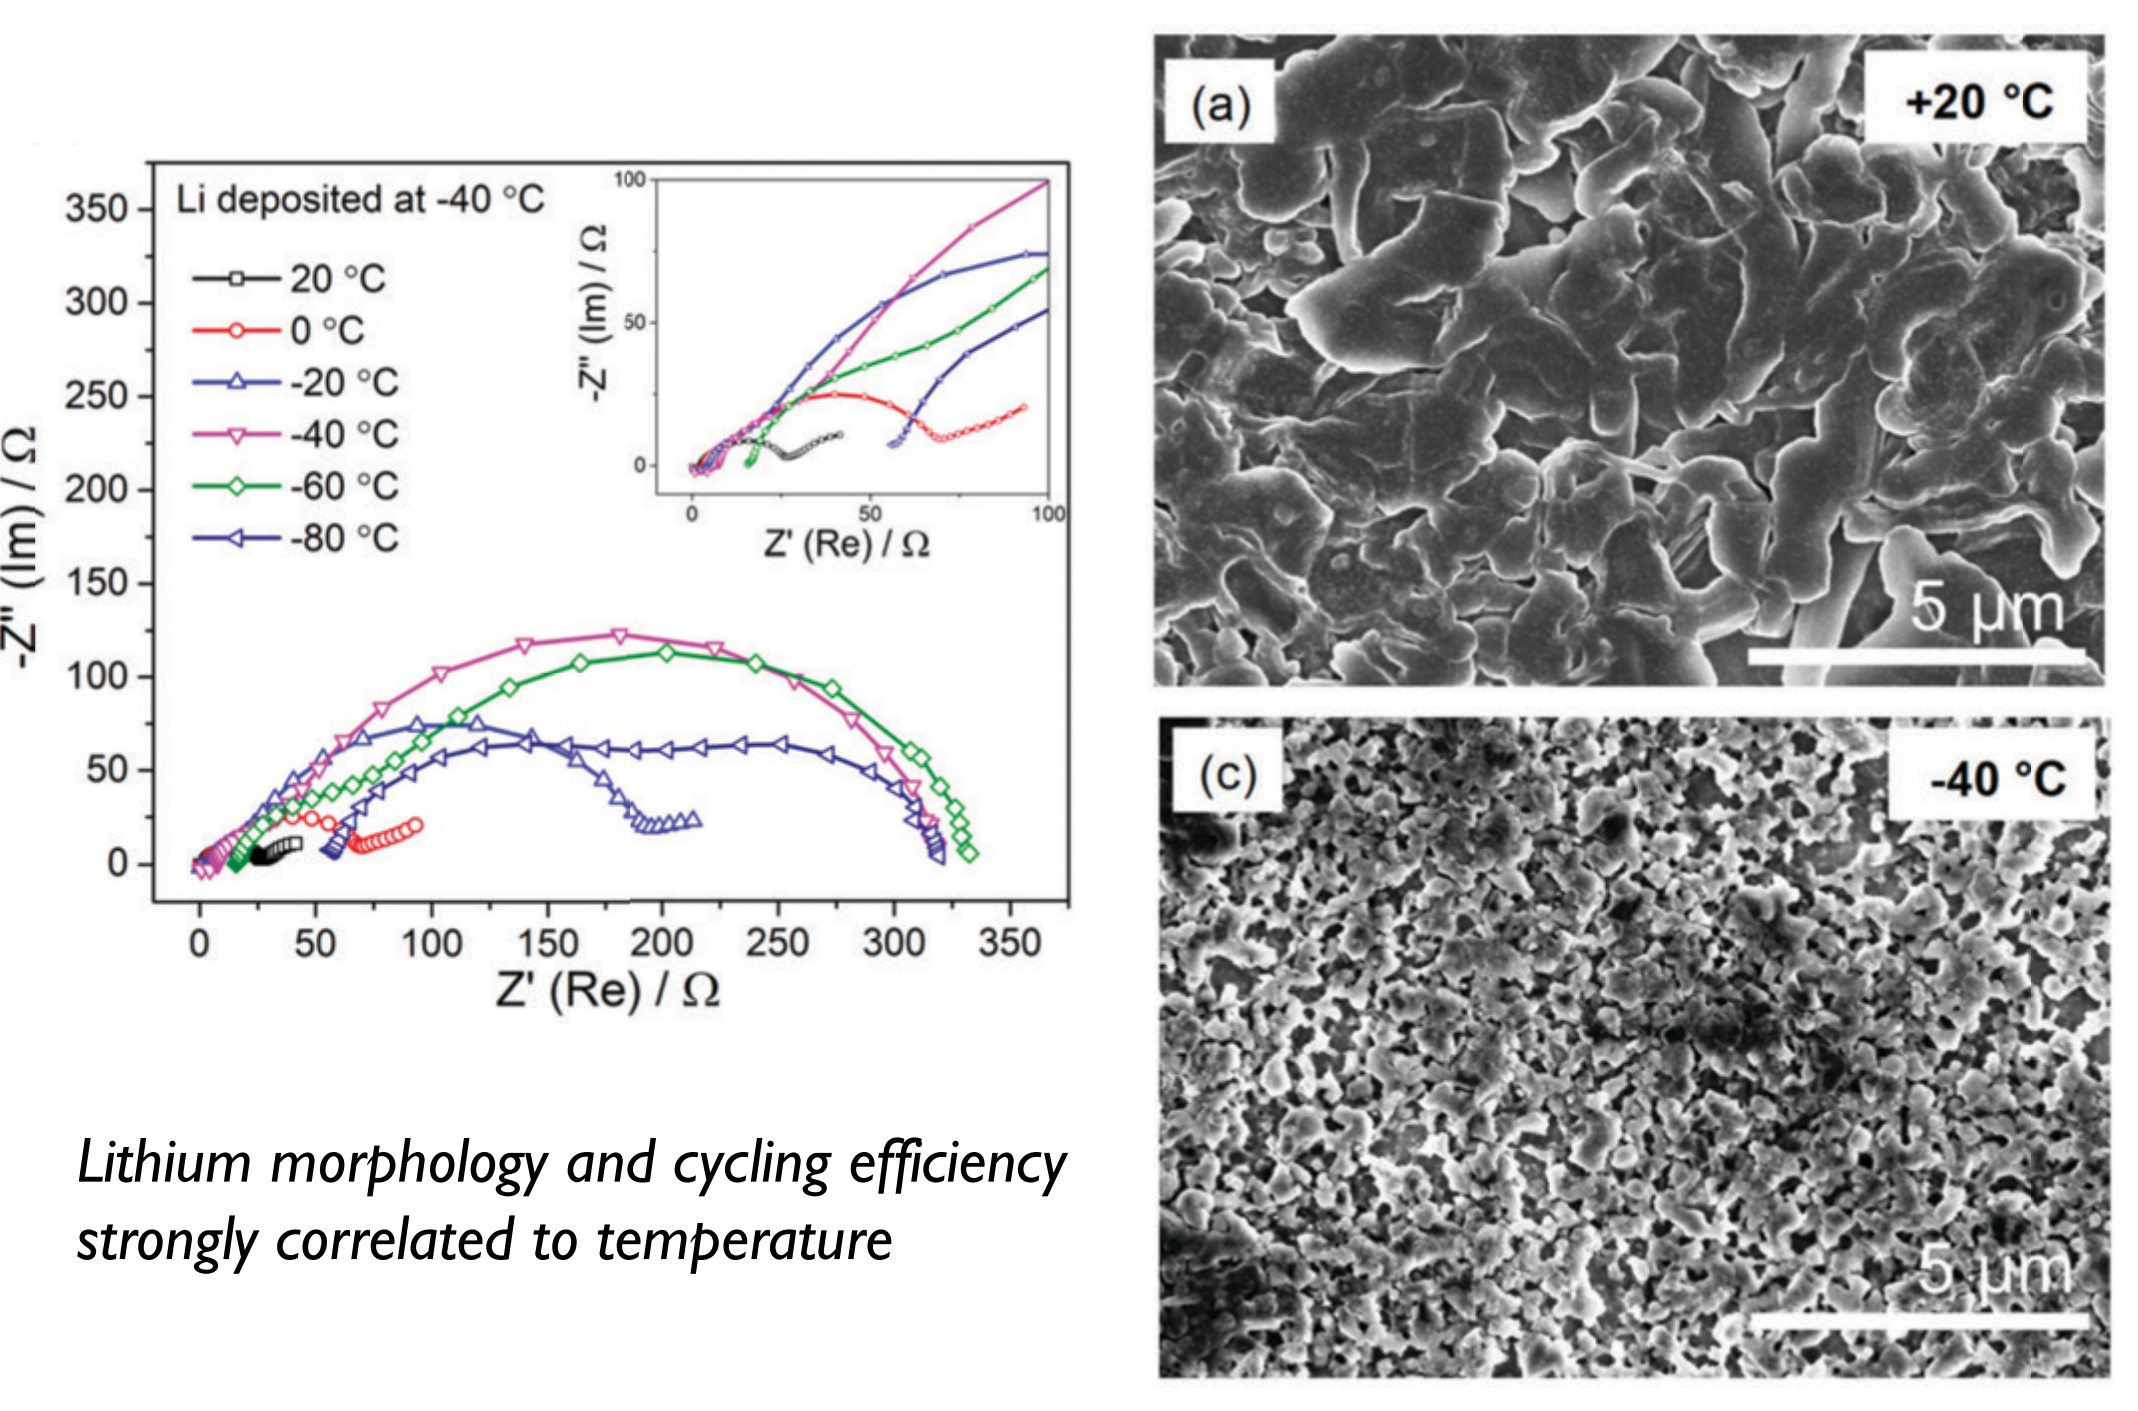 Li deposited at -40 °C
20 °C
0 °C
-20 °C
-40 °C
-60 °C
-80 °C
-Z" (Im) / Ω
350
300
250
200
150
100
50
0
0 50 100 150 200 250 300 350
Z' (Re) / Ω
-Z" (Im) / Ω
100
50
0
0 50 100
Z' (Re) / Ω
(a)
+20 °C
5 μm
(c)
-40 °C
5 μm
Lithium morphology and cycling efficiency
strongly correlated to temperature